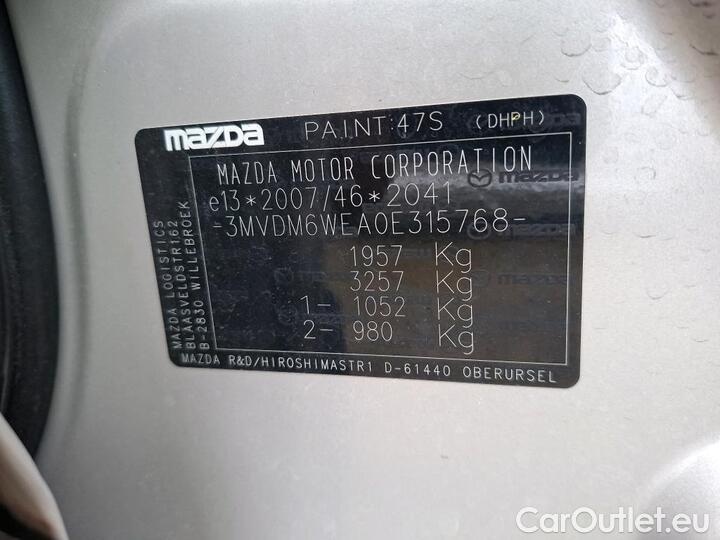 mazda PAINT:47S (DHPH)
MAZDA MOTOR CORPORATION
e13*2007/46*2041
-3MVDM6WEA0E315768-
1957 Kg
3257 Kg
1- 1052 Kg
2- 980 Kg
MAZDA LOGISTICS
BLAASVELDSTR162
B-2830 WILLEBROEK
MAZDA R&D/HIROSHIMASTR1 D-61440 OBERURSEL
CarOutlet.eu